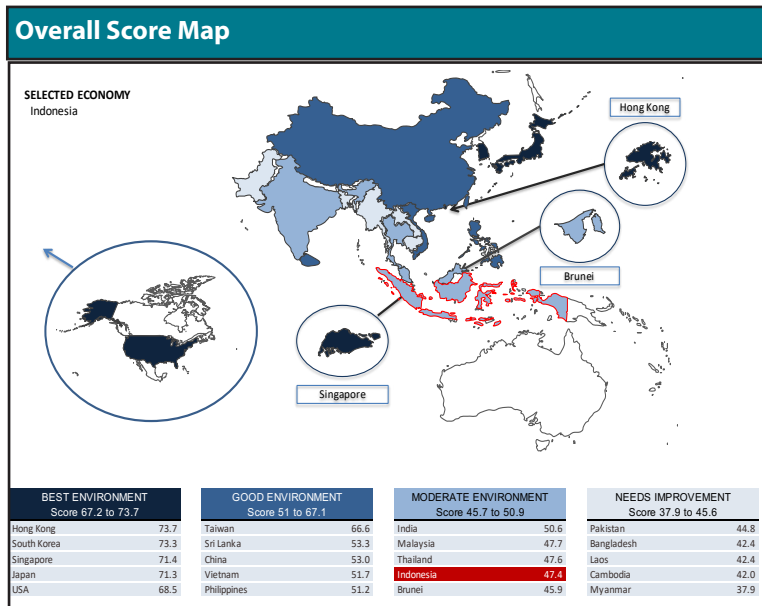 Overall Score Map
SELECTED ECONOMY
Indonesia
Hong Kong
Brunei
Singapore
BEST ENVIRONMENT
Score 67.2 to 73.7
Hong Kong 73.7
South Korea 73.3
Singapore 71.4
Japan 71.3
USA 68.5
GOOD ENVIRONMENT
Score 51 to 67.1
Taiwan 66.6
Sri Lanka 53.3
China 53.0
Vietnam 51.7
Philippines 51.2
MODERATE ENVIRONMENT
Score 45.7 to 50.9
India 50.6
Malaysia 47.7
Thailand 47.6
Indonesia 47.4
Brunei 45.9
NEEDS IMPROVEMENT
Score 37.9 to 45.6
Pakistan 44.8
Bangladesh 42.4
Laos 42.4
Cambodia 42.0
Myanmar 37.9